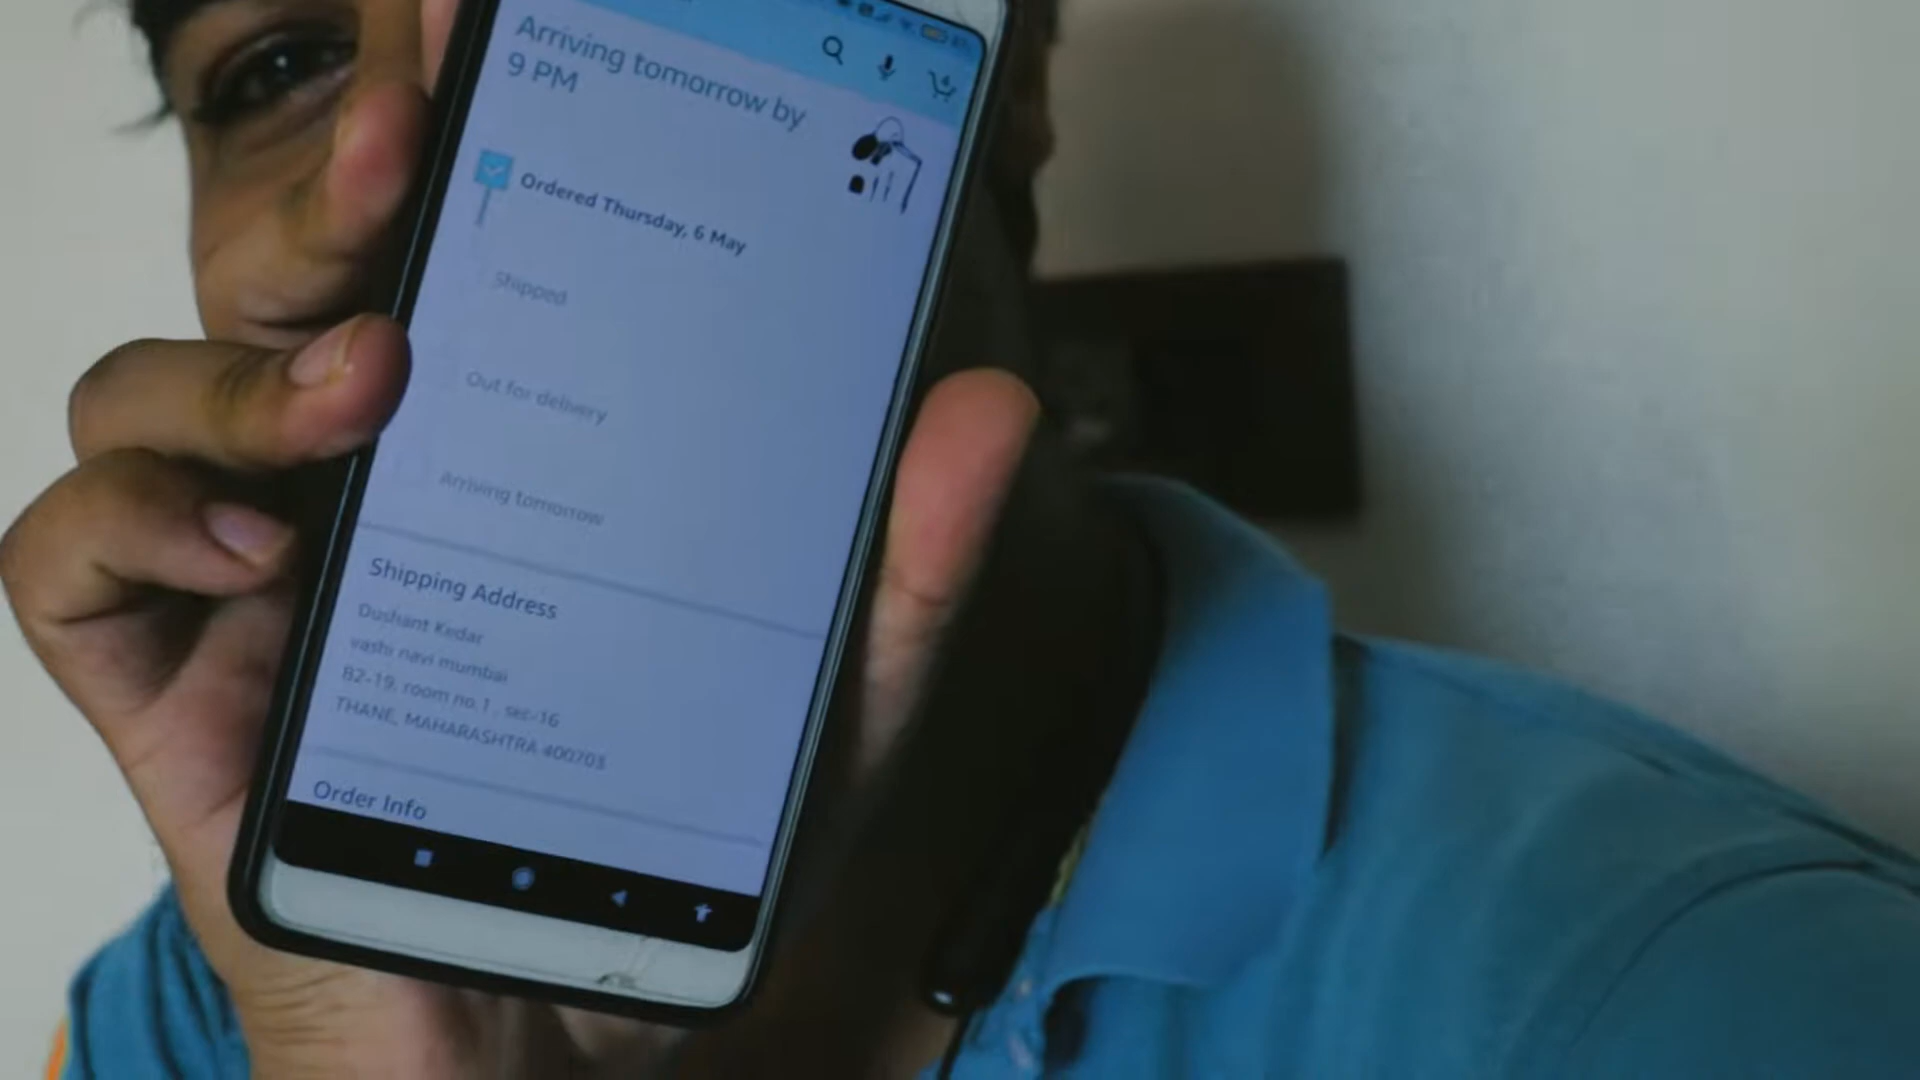 Arriving tomorrow by
9 PM
Ordered Thursday, 6 May
Shipped
Out for delivery
Arriving tomorrow
Shipping Address
Dushant Kedar
vashi navi mumbai
B2-19, room no.1 , sec-16
THANE, MAHARASHTRA 400703
Order Info